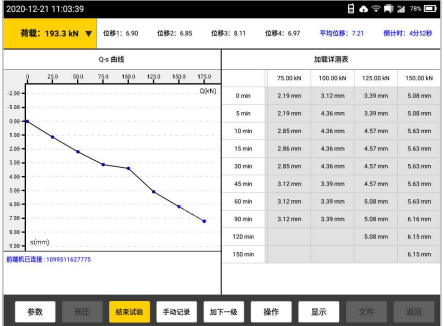 2020-12-21 11:03:39 78%
荷载: 193.3 kN ▼ 位移1: 6.90 位移2: 6.85 位移3: 8.11 位移4: 6.97 平均位移: 7.21 倒计时: 4分52秒
Q-s 曲线
0 25.0 50.0 75.0 100.0 125.0 150.0 175.0
Q(kN)
-2.00
-1.00
0.00
1.00
2.00
3.00
4.00
5.00
6.00
7.00
8.00
9.00
s(mm)
前端机已连接:1099511627775
加载详测表
75.00 kN 100.00 kN 125.00 kN 150.00 kN
0 min 2.19 mm 3.12 mm 3.39 mm 5.08 mm
5 min 2.19 mm 4.36 mm 3.39 mm 5.08 mm
10 min 2.85 mm 4.36 mm 4.57 mm 5.63 mm
15 min 2.86 mm 4.36 mm 4.57 mm 5.63 mm
30 min 2.85 mm 4.36 mm 4.57 mm 5.63 mm
45 min 3.12 mm 3.39 mm 4.57 mm 5.63 mm
60 min 3.12 mm 3.39 mm 5.08 mm 5.63 mm
90 min 3.12 mm 3.39 mm 5.08 mm 6.16 mm
120 min 5.08 mm 6.15 mm
150 min 6.15 mm
参数 预压 结束试验 手动记录 加下一级 操作 显示 文件 返回